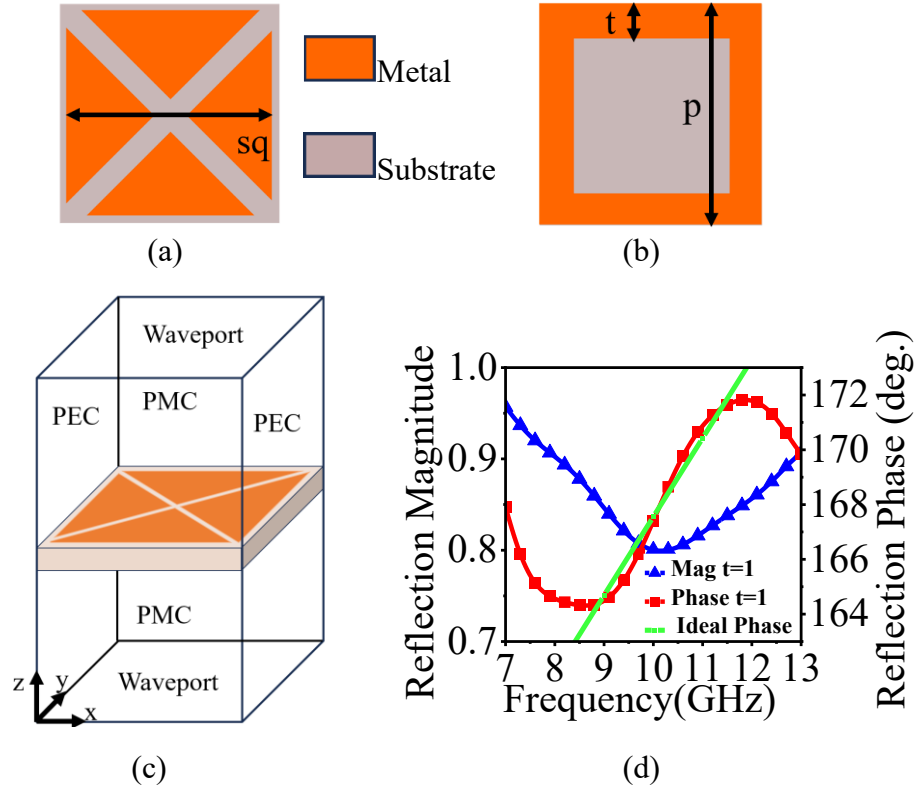 t
Metal
p
sq
Substrate
(a)
(b)
Waveport
PEC
PMC
PEC
PMC
Waveport
z
y
x
(c)
Reflection Magnitude
1.0
0.9
0.8
0.7
Mag t=1
Phase t=1
Ideal Phase
172
170
168
166
164
Reflection Phase (deg.)
7
8
9
10
11
12
13
Frequency(GHz)
(d)